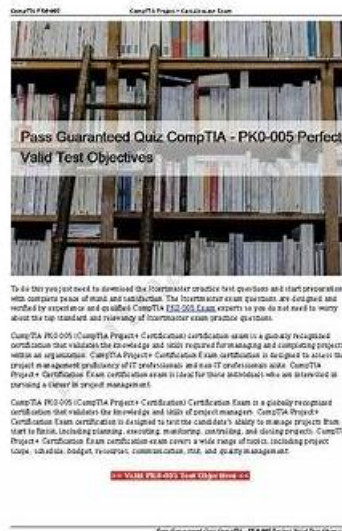 CompTIA PK0-005
CompTIA Project+ Certification Exam
Pass Guaranteed Quiz CompTIA - PK0-005 Perfect
Valid Test Objectives
To do this you just need to download the Itcertmaster practice test questions and start preparation
with complete peace of mind and satisfaction. The Itcertmaster exam questions are designed and
verified by experience and qualified CompTIA PK0-005 Exam experts so you do not need to worry
about the top standard and relevancy of Itcertmaster exam practice questions.
CompTIA PK0-005 (CompTIA Project+ Certification) certification exam is a globally recognized
certification that validates the knowledge and skills required for managing and completing projects
within an organization. CompTIA Project+ Certification Exam certification is designed to assess the
project management proficiency of IT professionals and non-IT professionals alike. CompTIA
Project+ Certification Exam certification exam is ideal for those individuals who are interested in
pursuing a career in project management.
CompTIA PK0-005 (CompTIA Project+ Certification) Certification Exam is a globally recognized
certification that validates the knowledge and skills of project managers. CompTIA Project+
Certification Exam certification is designed to test the candidate's ability to manage projects from
start to finish, including planning, executing, monitoring, controlling, and closing projects. CompTIA
Project+ Certification Exam certification exam covers a wide range of topics, including project
scope, schedule, budget, resources, communication, risk, and quality management.
>> Valid PK0-005 Test Objectives <<
Pass Guaranteed Quiz CompTIA - PK0-005 Perfect Valid Test Objectives